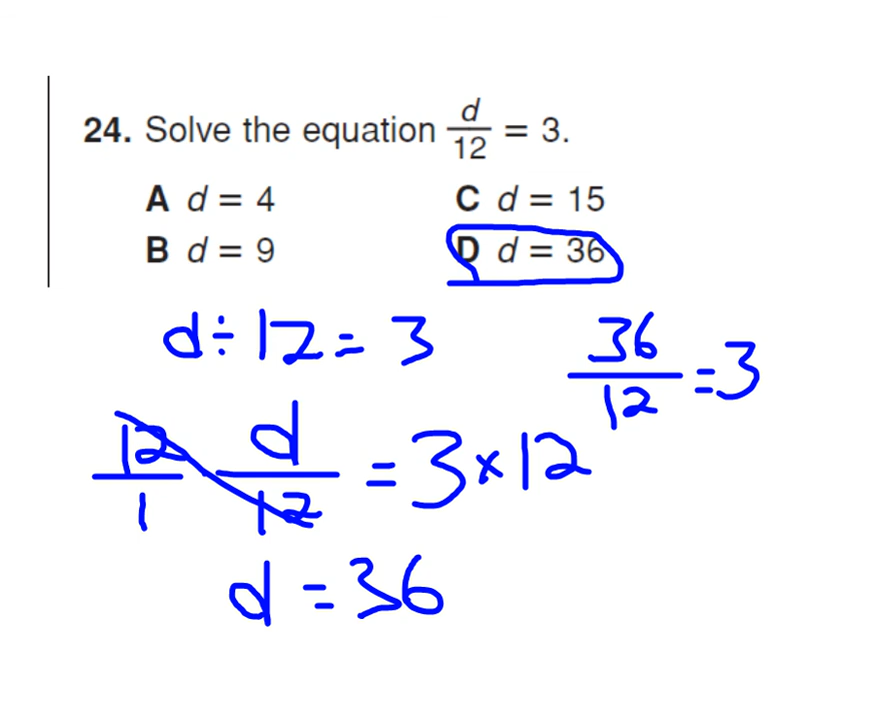 24. Solve the equation d/12 = 3.
A d = 4
C d = 15
B d = 9
D d = 36
d ÷ 12 = 3
36/12 = 3
12/1 d/12 = 3 × 12
d = 36